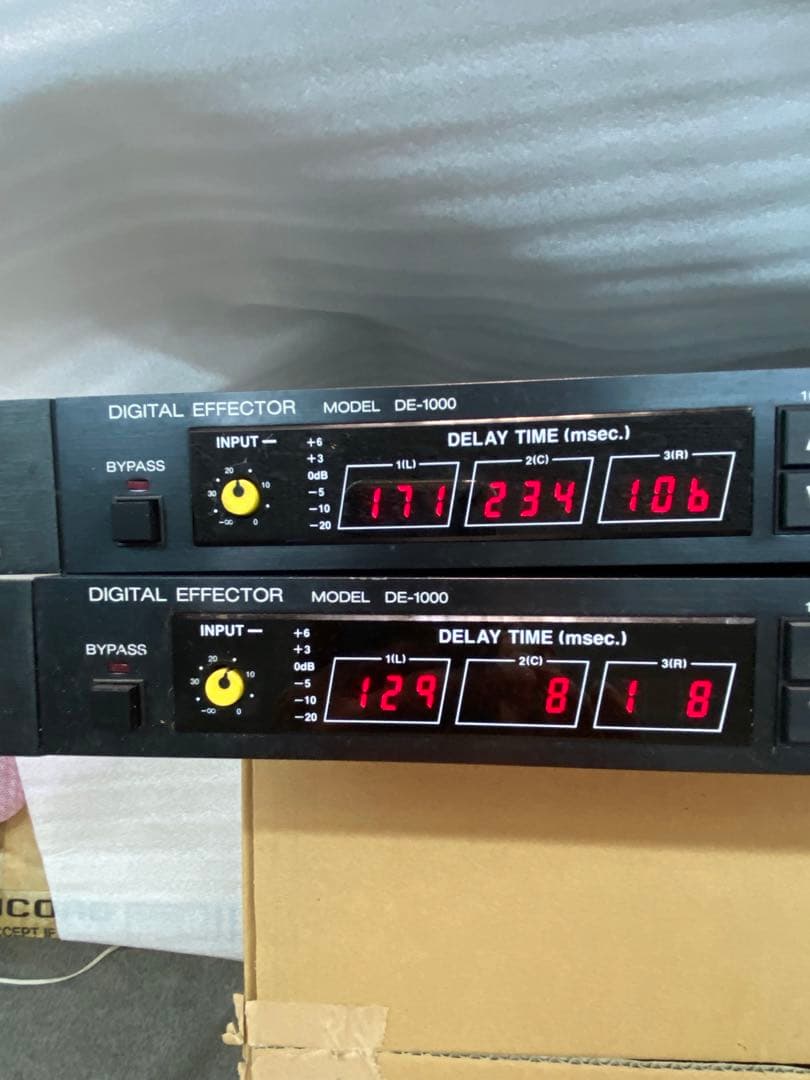 DIGITAL EFFECTOR MODEL DE-1000
INPUT
BYPASS
20
30
10
-∞
0
+6
+3
0dB
-5
-10
-20
DELAY TIME (msec.)
1(L) 2(C) 3(R)
171 234 106
DIGITAL EFFECTOR MODEL DE-1000
INPUT
BYPASS
20
30
10
-∞
0
+6
+3
0dB
-5
-10
-20
DELAY TIME (msec.)
1(L) 2(C) 3(R)
129 8 1 8